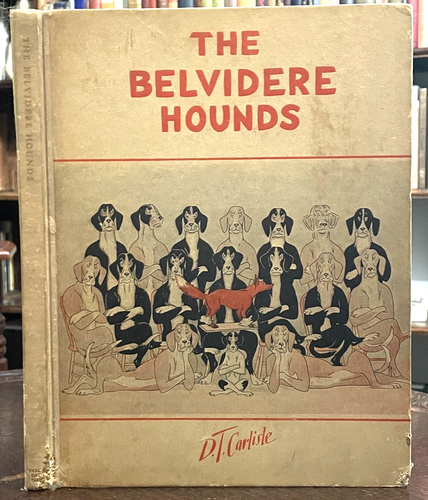 THE BELVIDERE HOUNDS
THE
BELVIDERE
HOUNDS
D.T. Carlisle